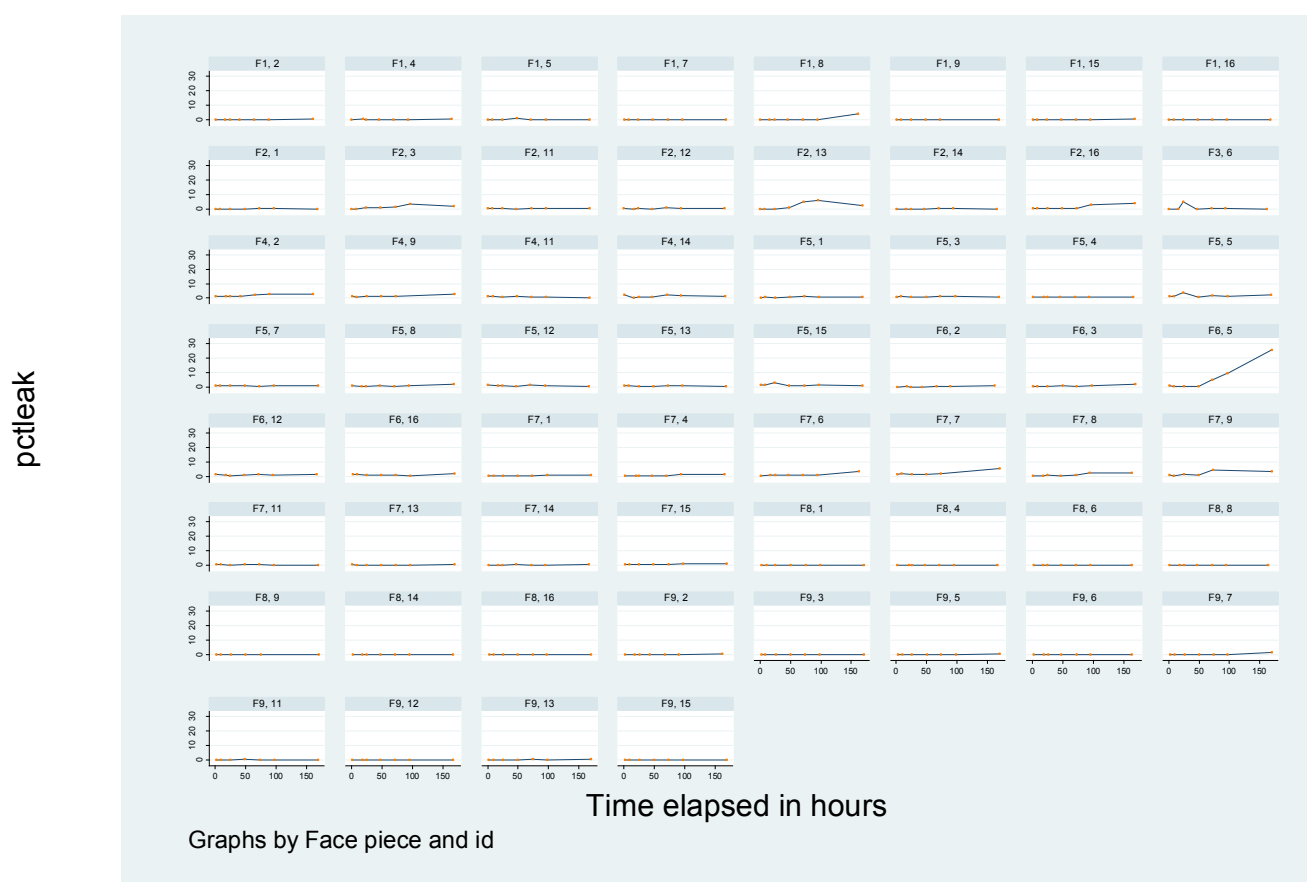 F1, 2 F1, 4 F1, 5 F1, 7 F1, 8 F1, 9 F1, 15 F1, 16
0 10 20 30
F2, 1 F2, 3 F2, 11 F2, 12 F2, 13 F2, 14 F2, 16 F3, 6
0 10 20 30
F4, 2 F4, 9 F4, 11 F4, 14 F5, 1 F5, 3 F5, 4 F5, 5
0 10 20 30
F5, 7 F5, 8 F5, 12 F5, 13 F5, 15 F6, 2 F6, 3 F6, 5
0 10 20 30
pctleak
F6, 12 F6, 16 F7, 1 F7, 4 F7, 6 F7, 7 F7, 8 F7, 9
0 10 20 30
F7, 11 F7, 13 F7, 14 F7, 15 F8, 1 F8, 4 F8, 6 F8, 8
0 10 20 30
F8, 9 F8, 14 F8, 16 F9, 2 F9, 3 F9, 5 F9, 6 F9, 7
0 10 20 30
0 50 100 150 0 50 100 150 0 50 100 150 0 50 100 150
F9, 11 F9, 12 F9, 13 F9, 15
0 10 20 30
0 50 100 150 0 50 100 150 0 50 100 150 0 50 100 150
Time elapsed in hours
Graphs by Face piece and id